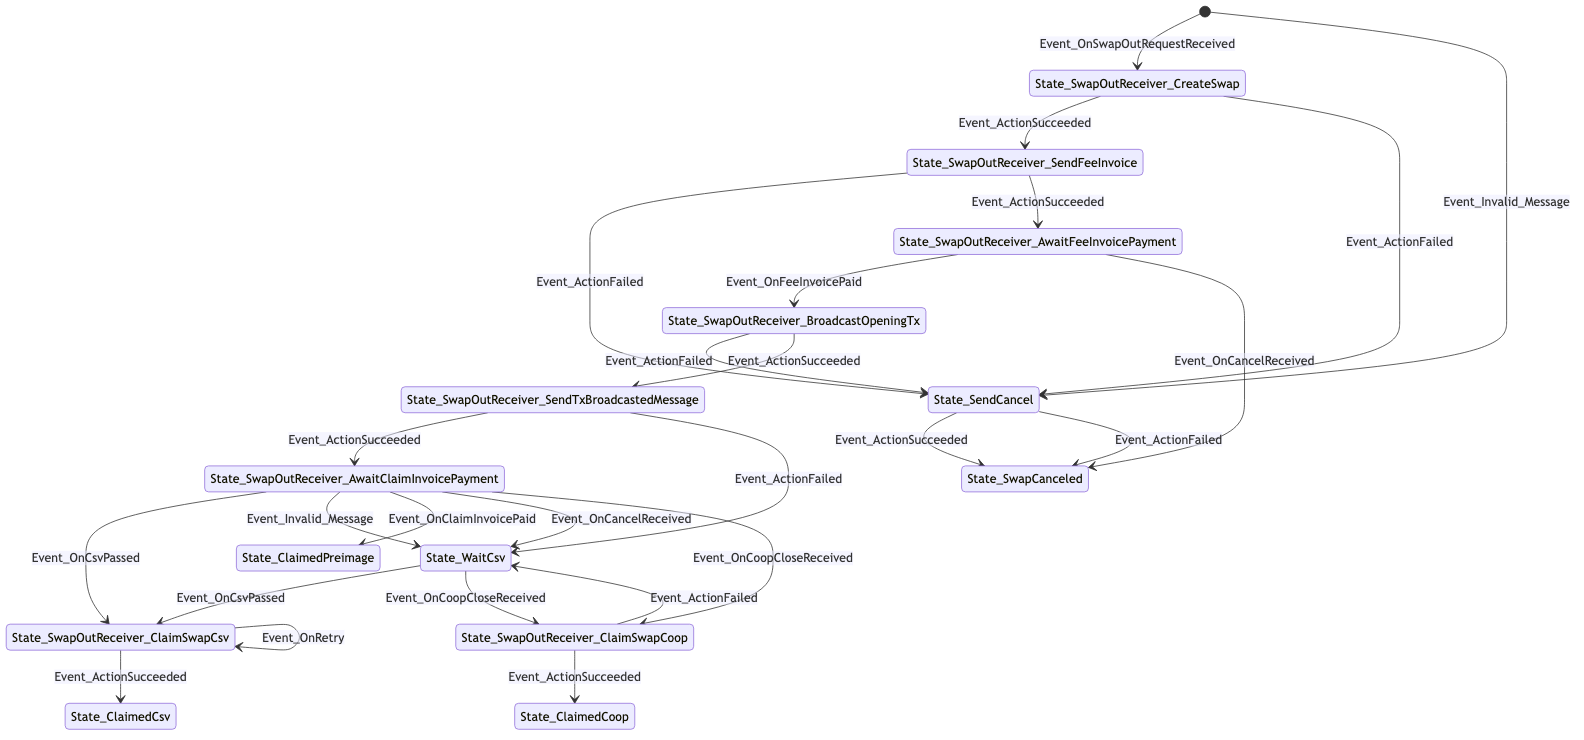 Event_OnSwapOutRequestReceived
State_SwapOutReceiver_CreateSwap
Event_ActionSucceeded
State_SwapOutReceiver_SendFeeInvoice
Event_ActionSucceeded
Event_Invalid_Message
State_SwapOutReceiver_AwaitFeeInvoicePayment
Event_ActionFailed
Event_ActionFailed
Event_OnFeeInvoicePaid
State_SwapOutReceiver_BroadcastOpeningTx
Event_ActionFailed
Event_ActionSucceeded
Event_OnCancelReceived
State_SwapOutReceiver_SendTxBroadcastedMessage
State_SendCancel
Event_ActionSucceeded
Event_ActionSucceeded
Event_ActionFailed
State_SwapOutReceiver_AwaitClaimInvoicePayment
Event_ActionFailed
State_SwapCanceled
Event_Invalid_Message
Event_OnClaimInvoicePaid
Event_OnCancelReceived
Event_OnCsvPassed
State_ClaimedPreimage
State_WaitCsv
Event_OnCoopCloseReceived
Event_OnCsvPassed
Event_OnCoopCloseReceived
Event_ActionFailed
State_SwapOutReceiver_ClaimSwapCsv
Event_OnRetry
State_SwapOutReceiver_ClaimSwapCoop
Event_ActionSucceeded
Event_ActionSucceeded
State_ClaimedCsv
State_ClaimedCoop